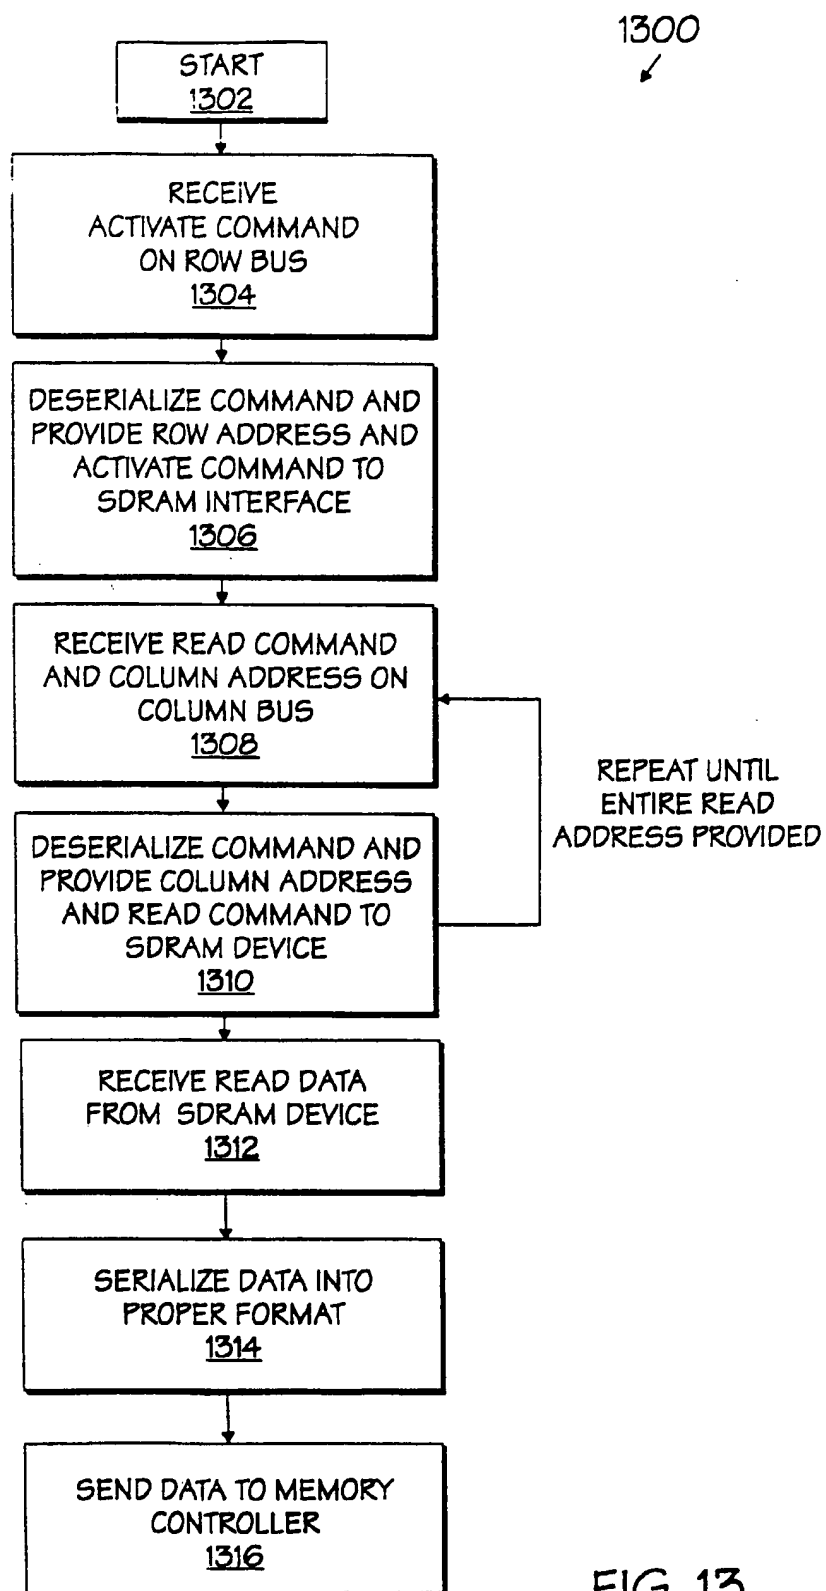 1300
START
1302
RECEIVE
ACTIVATE COMMAND
ON ROW BUS
1304
DESERIALIZE COMMAND AND
PROVIDE ROW ADDRESS AND
ACTIVATE COMMAND TO
SDRAM INTERFACE
1306
RECEIVE READ COMMAND
AND COLUMN ADDRESS ON
COLUMN BUS
1308
REPEAT UNTIL
ENTIRE READ
ADDRESS PROVIDED
DESERIALIZE COMMAND AND
PROVIDE COLUMN ADDRESS
AND READ COMMAND TO
SDRAM DEVICE
1310
RECEIVE READ DATA
FROM SDRAM DEVICE
1312
SERIALIZE DATA INTO
PROPER FORMAT
1314
SEND DATA TO MEMORY
CONTROLLER
1316
FIG. 13